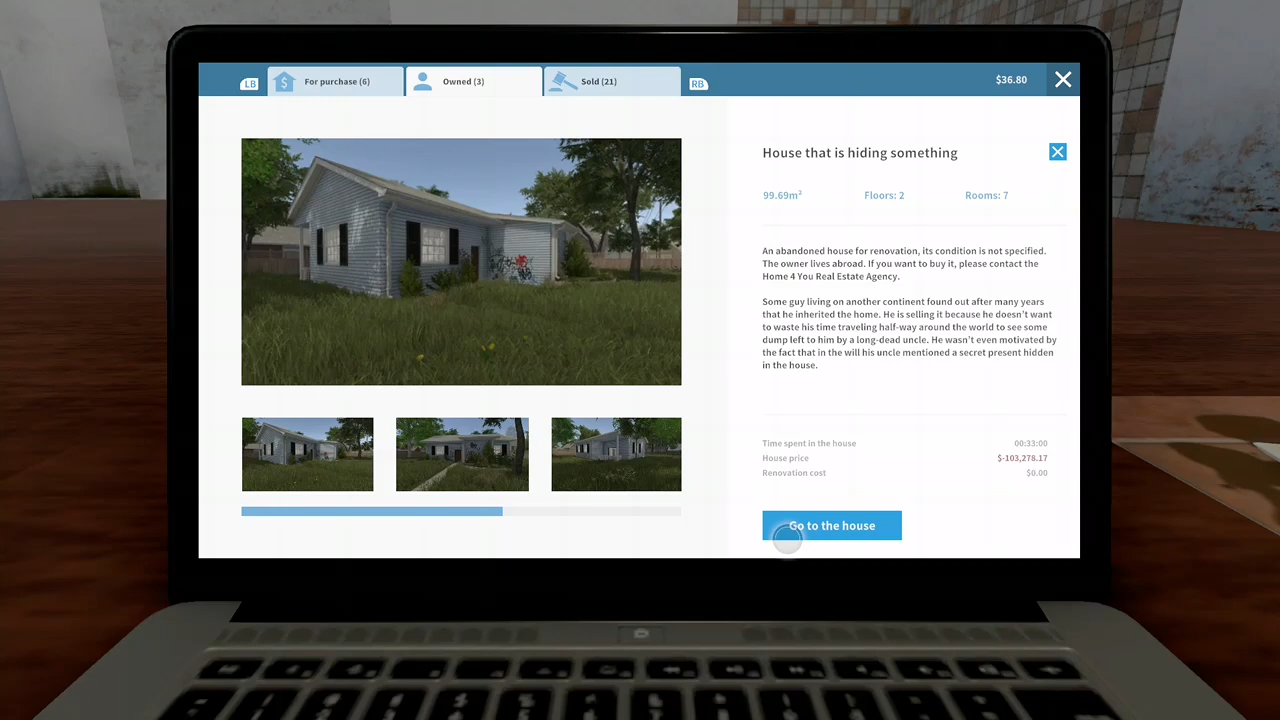 LB
For purchase (6)
Owned (3)
Sold (21)
RB
$36.80
House that is hiding something
99.69m²
Floors: 2
Rooms: 7
An abandoned house for renovation, its condition is not specified.
The owner lives abroad. If you want to buy it, please contact the
Home 4 You Real Estate Agency.
Some guy living on another continent found out after many years
that he inherited the home. He is selling it because he doesn't want
to waste his time traveling half-way around the world to see some
dump left to him by a long-dead uncle. He wasn't even motivated by
the fact that in the will his uncle mentioned a secret present hidden
in the house.
Time spent in the house 00:33:00
House price $-103,278.17
Renovation cost $0.00
Go to the house